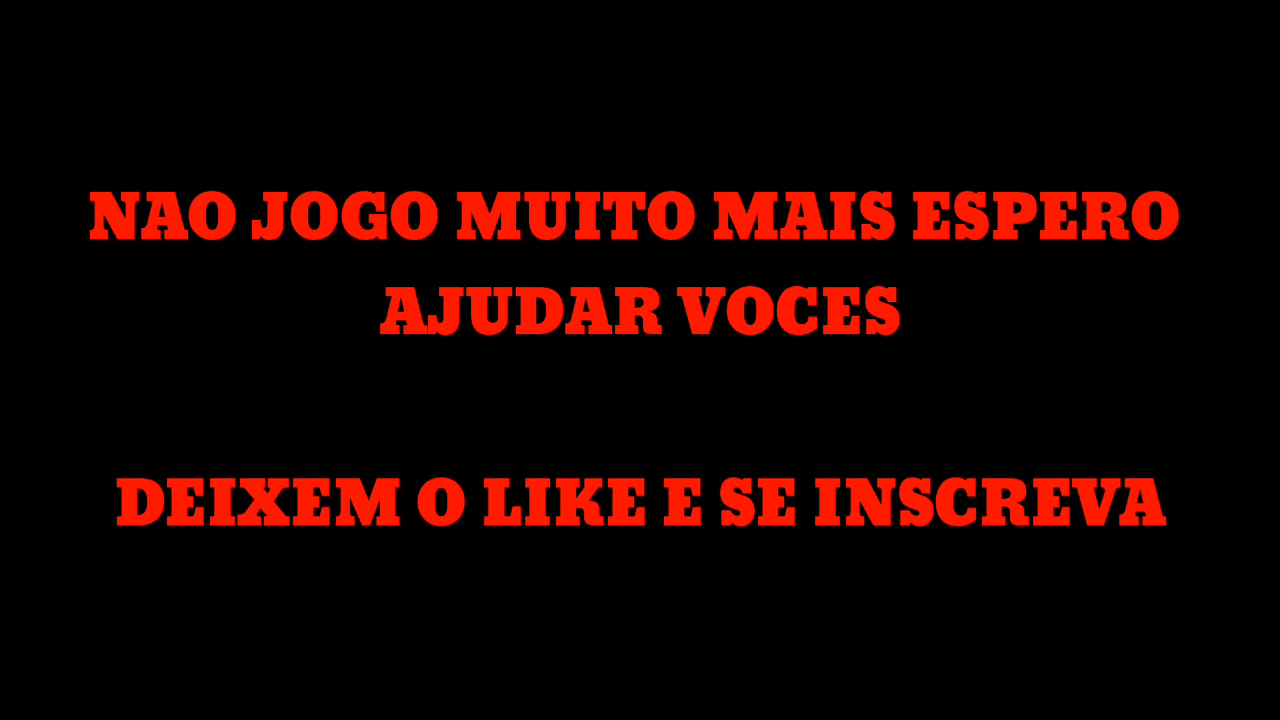 NAO JOGO MUITO MAIS ESPERO
AJUDAR VOCES
DEIXEM O LIKE E SE INSCREVA